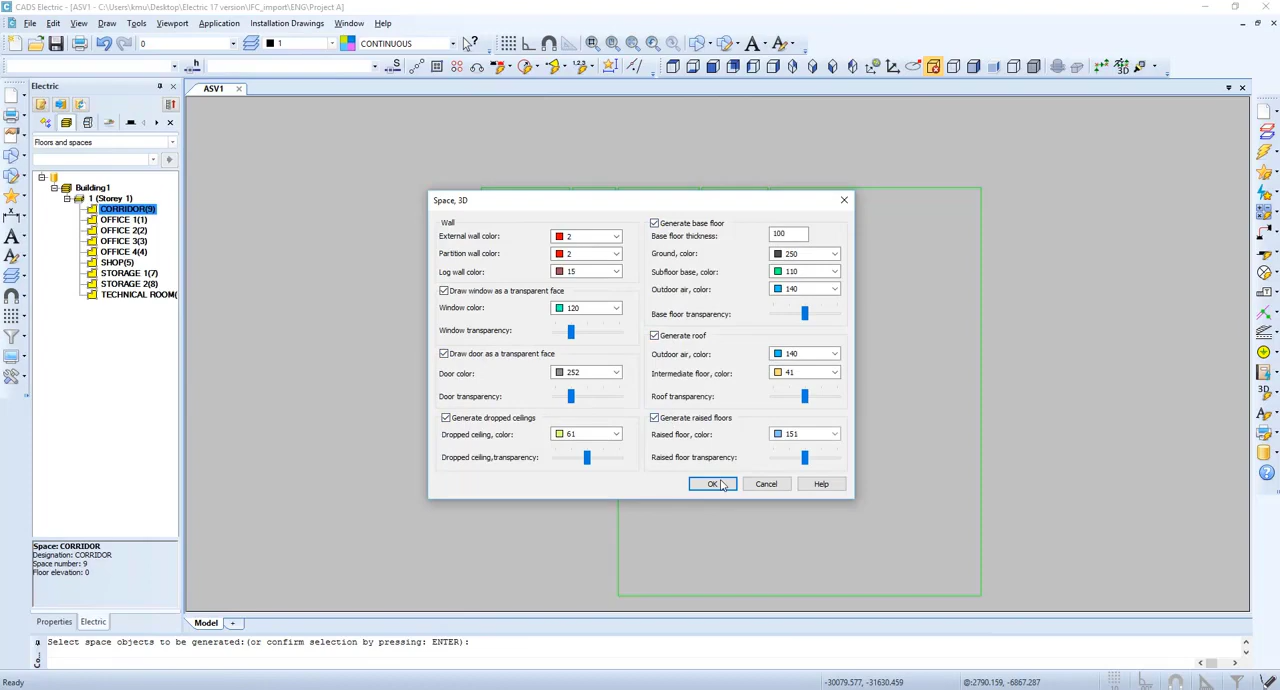 CADS Electric - ASV1 (C:\Users\kmu\Desktop\Electric 17 version\IFC_import\ENG\Project A]
File Edit View Draw Tools Viewport Application Installation Drawings Window Help
0 1 CONTINUOUS
h S
Electric
ASV1
Floors and spaces
Building1
1 (Storey 1)
CORRIDOR(9)
OFFICE 1(1)
OFFICE 2(2)
OFFICE 3(3)
OFFICE 4(4)
SHOP(5)
STORAGE 1(7)
STORAGE 2(8)
TECHNICAL ROOM(
Space, 3D
Wall
External wall color: 2
Partition wall color: 2
Log wall color: 15
Draw window as a transparent face
Window color: 120
Window transparency:
Draw door as a transparent face
Door color: 252
Door transparency:
Generate dropped ceilings
Dropped ceiling, color: 61
Dropped ceiling,transparency:
Generate base floor
Base floor thickness: 100
Ground, color: 250
Subfloor base, color: 110
Outdoor air, color: 140
Base floor transparency:
Generate roof
Outdoor air, color: 140
Intermediate floor, color: 41
Roof transparency:
Generate raised floors
Raised floor, color: 151
Raised floor transparency:
OK Cancel Help
Space: CORRIDOR
Designation: CORRIDOR
Space number: 9
Floor elevation: 0
Properties Electric
Model +
Select space objects to be generated:(or confirm selection by pressing: ENTER):
Co..
Ready -30079.577, -31630.459 @:2790.159, -6867.287